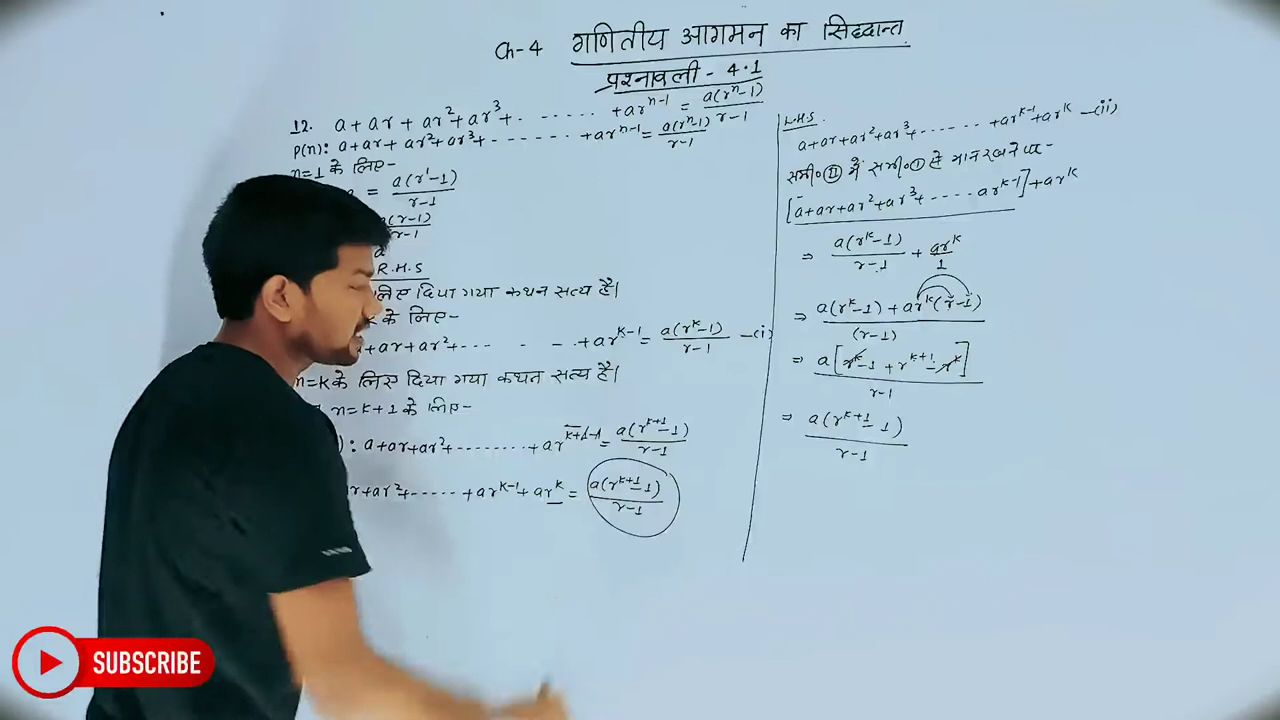 Ch-4 गणितीय आगमन का सिद्धान्त
प्रश्नावली - 4.1
12. a + ar + ar² + ar³ + ...... + arⁿ⁻¹ = a(rⁿ-1)/r-1
P(n): a+ar+ ar²+ar³+ ...... + arⁿ⁻¹ = a(rⁿ-1)/r-1
n=1 के लिए-
= a(r¹-1)/r-1
(r-1)/r-1
a
R.H.S
लिए दिया गया कथन सत्य है।
के लिए-
+ar+ar²+--- - - -+ arᵏ⁻¹ = a(rᵏ-1)/r-1 —(i)
n=k के लिए दिया गया कथन सत्य है।
n=k+1 के लिए-
): a+ar+ar²+........+ arᵏ⁺¹⁻¹ = a(rᵏ⁺¹-1)/r-1
r+ar²+.....+ arᵏ⁻¹+arᵏ = a(rᵏ⁺¹-1)/r-1
L.H.S.
a+ar+ar²+ar³+...... +arᵏ⁻¹+arᵏ —(ii)
समी० (II) में समी० (I) से मान रखने पर-
[a+ar+ar²+ar³+----arᵏ⁻¹]+arᵏ
⇒ a(rᵏ-1)/r-1 + arᵏ/1
⇒ a(rᵏ-1)+arᵏ(r-1)/(r-1)
⇒ a[rᵏ-1+rᵏ⁺¹-rᵏ]/r-1
⇒ a(rᵏ⁺¹-1)/r-1
SUBSCRIBE